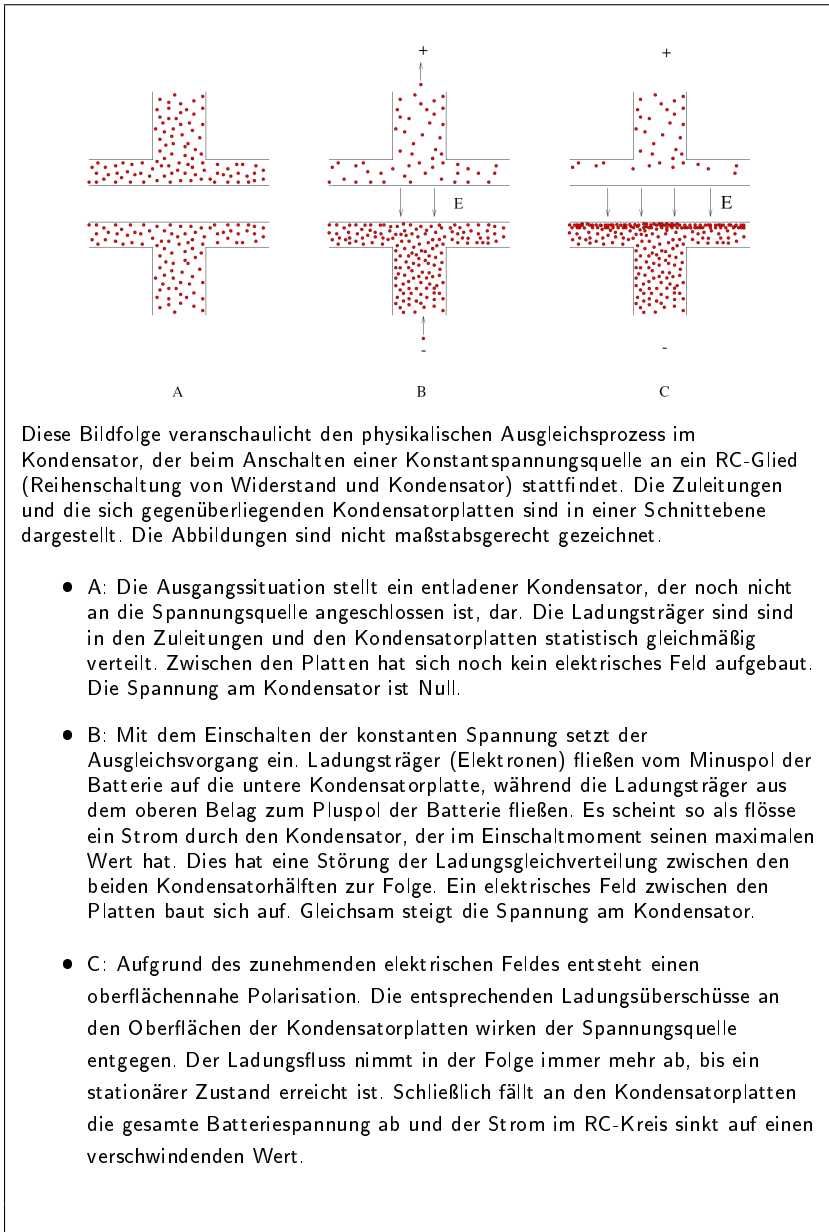 + +
E E
- -
A B C
Diese Bildfolge veranschaulicht den physikalischen Ausgleichsprozess im
Kondensator, der beim Anschalten einer Konstantspannungsquelle an ein RC-Glied
(Reihenschaltung von Widerstand und Kondensator) stattfindet. Die Zuleitungen
und die sich gegenüberliegenden Kondensatorplatten sind in einer Schnittebene
dargestellt. Die Abbildungen sind nicht maßstabsgerecht gezeichnet.
• A: Die Ausgangssituation stellt ein entladener Kondensator, der noch nicht
an die Spannungsquelle angeschlossen ist, dar. Die Ladungsträger sind sind
in den Zuleitungen und den Kondensatorplatten statistisch gleichmäßig
verteilt. Zwischen den Platten hat sich noch kein elektrisches Feld aufgebaut.
Die Spannung am Kondensator ist Null.
• B: Mit dem Einschalten der konstanten Spannung setzt der
Ausgleichsvorgang ein. Ladungsträger (Elektronen) fließen vom Minuspol der
Batterie auf die untere Kondensatorplatte, während die Ladungsträger aus
dem oberen Belag zum Pluspol der Batterie fließen. Es scheint so als flösse
ein Strom durch den Kondensator, der im Einschaltmoment seinen maximalen
Wert hat. Dies hat eine Störung der Ladungsgleichverteilung zwischen den
beiden Kondensatorhälften zur Folge. Ein elektrisches Feld zwischen den
Platten baut sich auf. Gleichsam steigt die Spannung am Kondensator.
• C: Aufgrund des zunehmenden elektrischen Feldes entsteht einen
oberflächennahe Polarisation. Die entsprechenden Ladungsüberschüsse an
den Oberflächen der Kondensatorplatten wirken der Spannungsquelle
entgegen. Der Ladungsfluss nimmt in der Folge immer mehr ab, bis ein
stationärer Zustand erreicht ist. Schließlich fällt an den Kondensatorplatten
die gesamte Batteriespannung ab und der Strom im RC-Kreis sinkt auf einen
verschwindenden Wert.